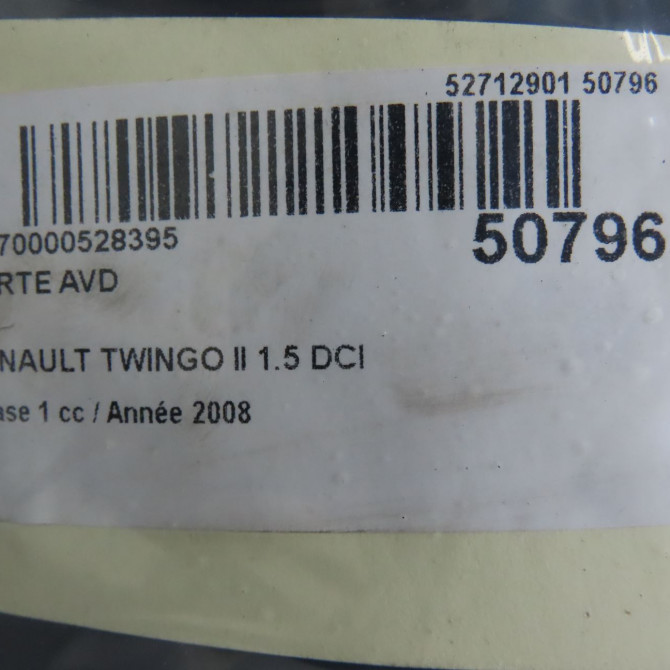 52712901 50796
70000528395
50796
RTE AVD
NAULT TWINGO II 1.5 DCI
ase 1 cc / Année 2008